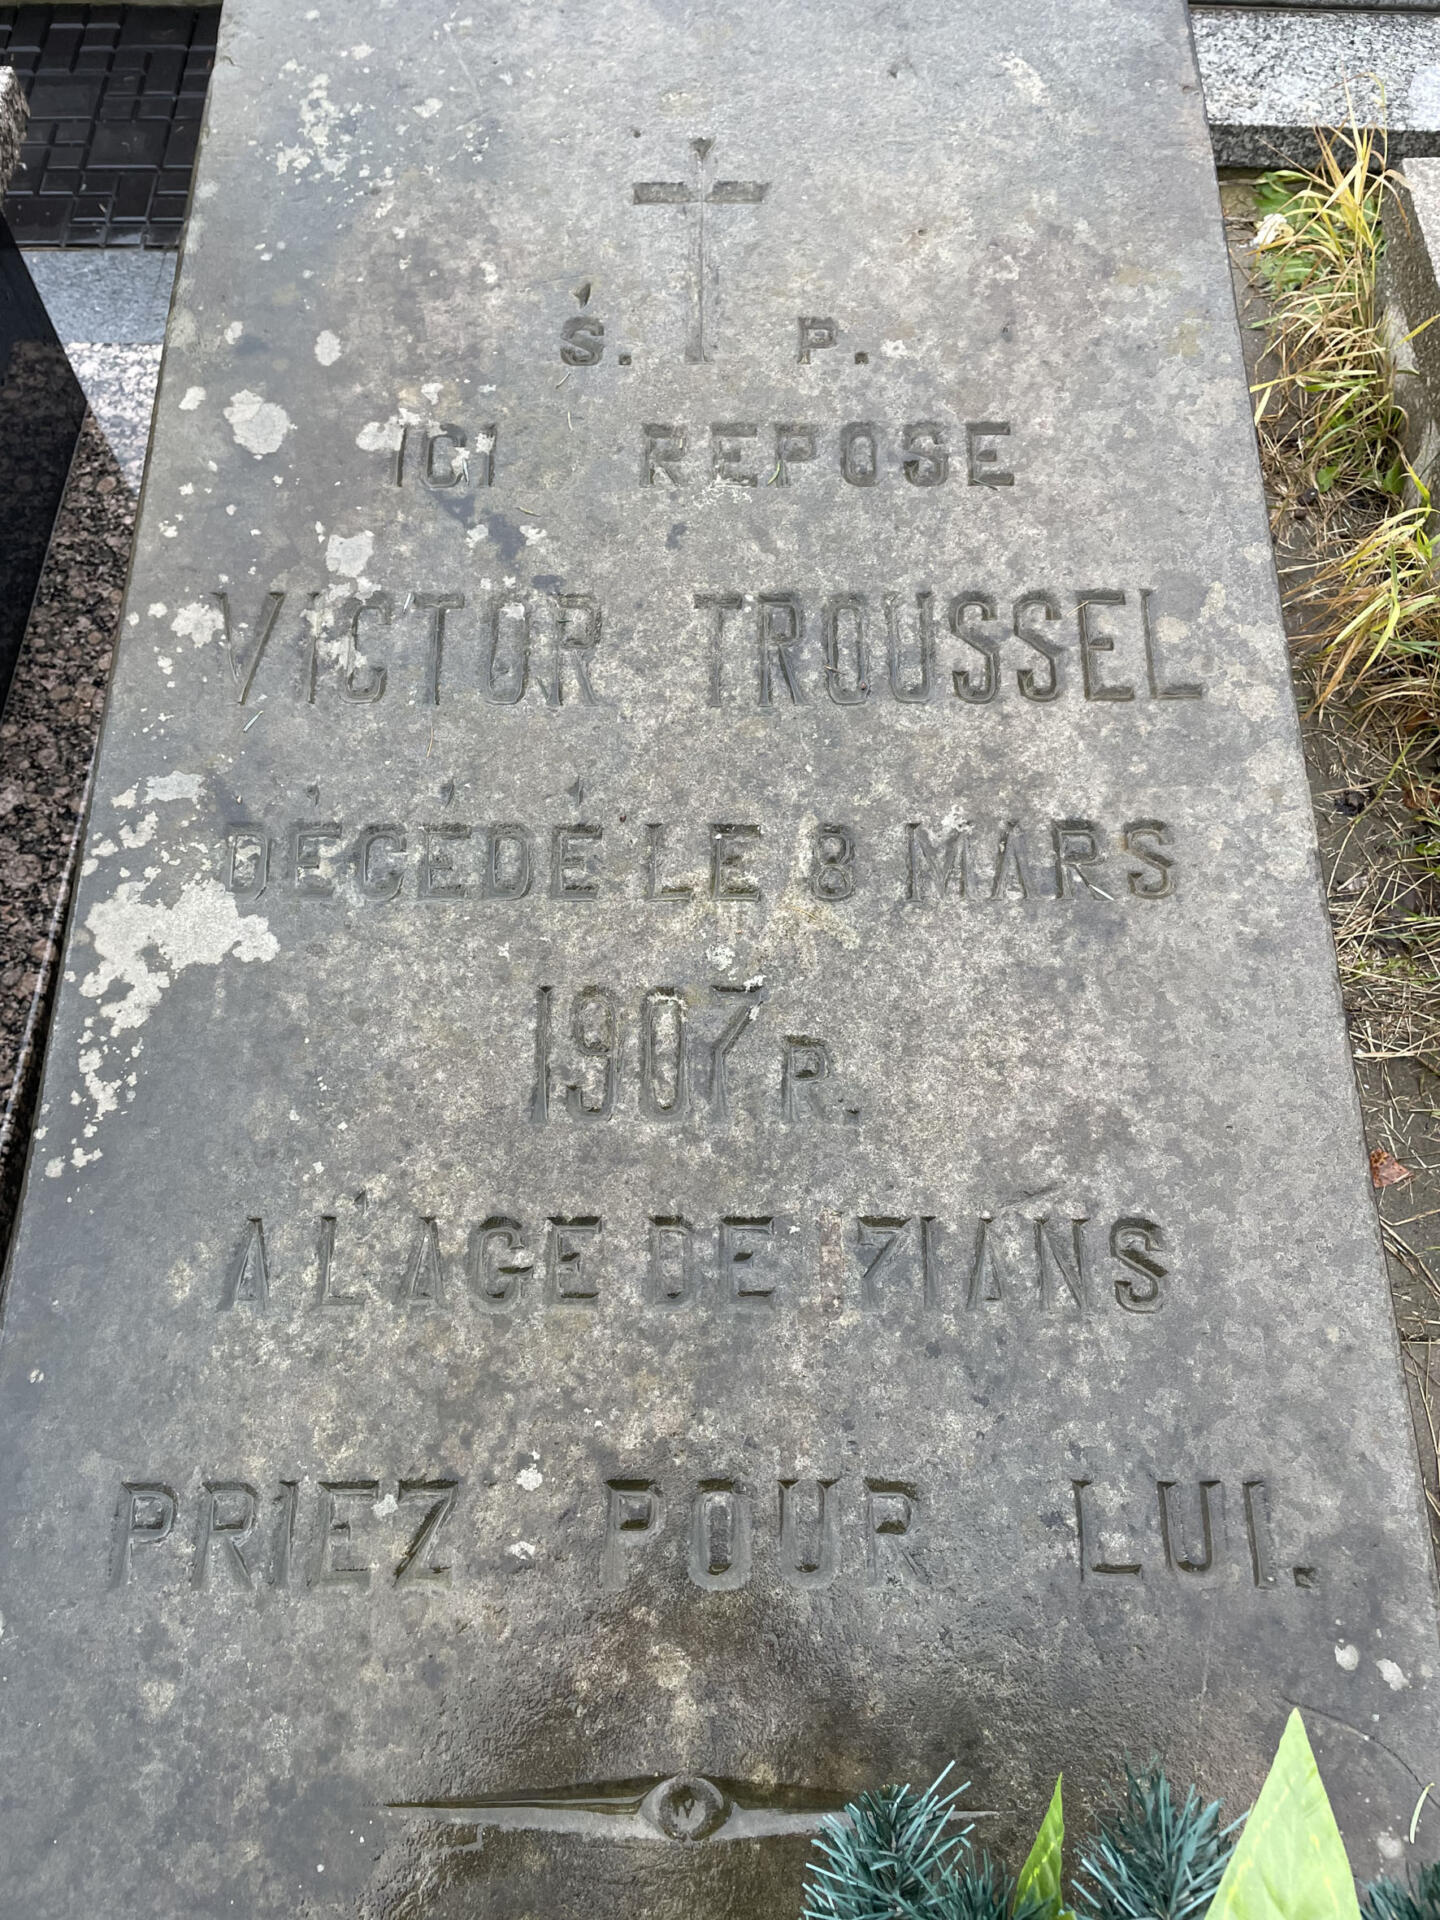 Ś. P.
ICI REPOSE
VICTOR TROUSSEL
DÉCÉDÉ LE 8 MARS
1907 R.
A L'AGE DE 71 ANS
PRIEZ POUR LUI.